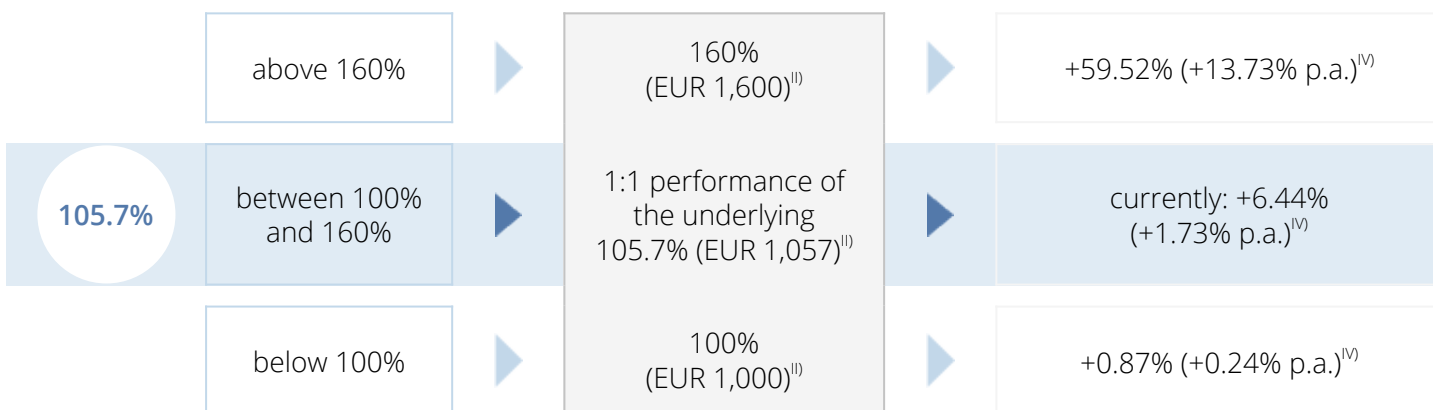 above 160%
160%
(EUR 1,600)II)
+59.52% (+13.73% p.a.)IV)
105.7%
between 100%
and 160%
1:1 performance of
the underlying
105.7% (EUR 1,057)II)
currently: +6.44%
(+1.73% p.a.)IV)
below 100%
100%
(EUR 1,000)II)
+0.87% (+0.24% p.a.)IV)